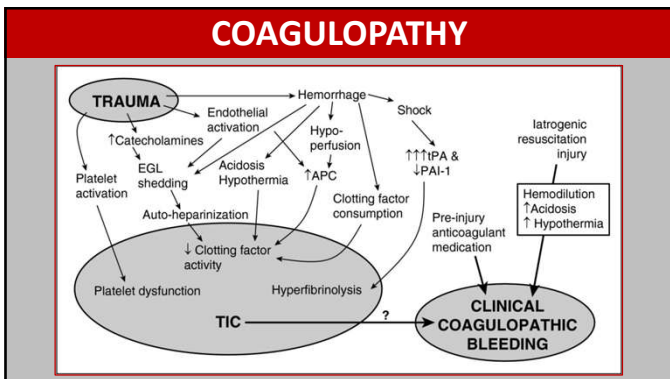 COAGULOPATHY
TRAUMA
Hemorrhage
Endothelial
activation
Shock
↑Catecholamines
Hypo-
perfusion
Iatrogenic
resuscitation
injury
Platelet
activation
EGL
shedding
Acidosis
Hypothermia
↑APC
↑↑↑tPA &
↓PAI-1
Auto-heparinization
Clotting factor
consumption
Pre-injury
anticoagulant
medication
Hemodilution
↑Acidosis
↑ Hypothermia
↓ Clotting factor
activity
Platelet dysfunction
Hyperfibrinolysis
TIC
?
CLINICAL
COAGULOPATHIC
BLEEDING